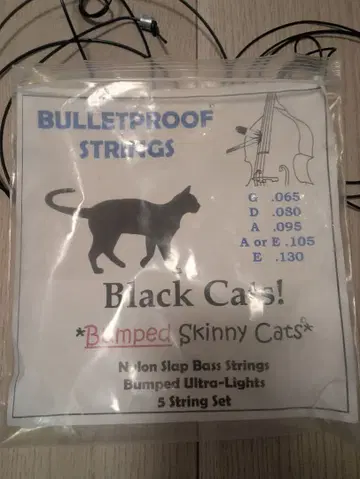 BULLETPROOF
STRINGS
G .065
D .080
A .095
A or E .105
E .130
Black Cats!
*Bumped Skinny Cats*
Nylon Slap Bass Strings
Bumped Ultra-Lights
5 String Set